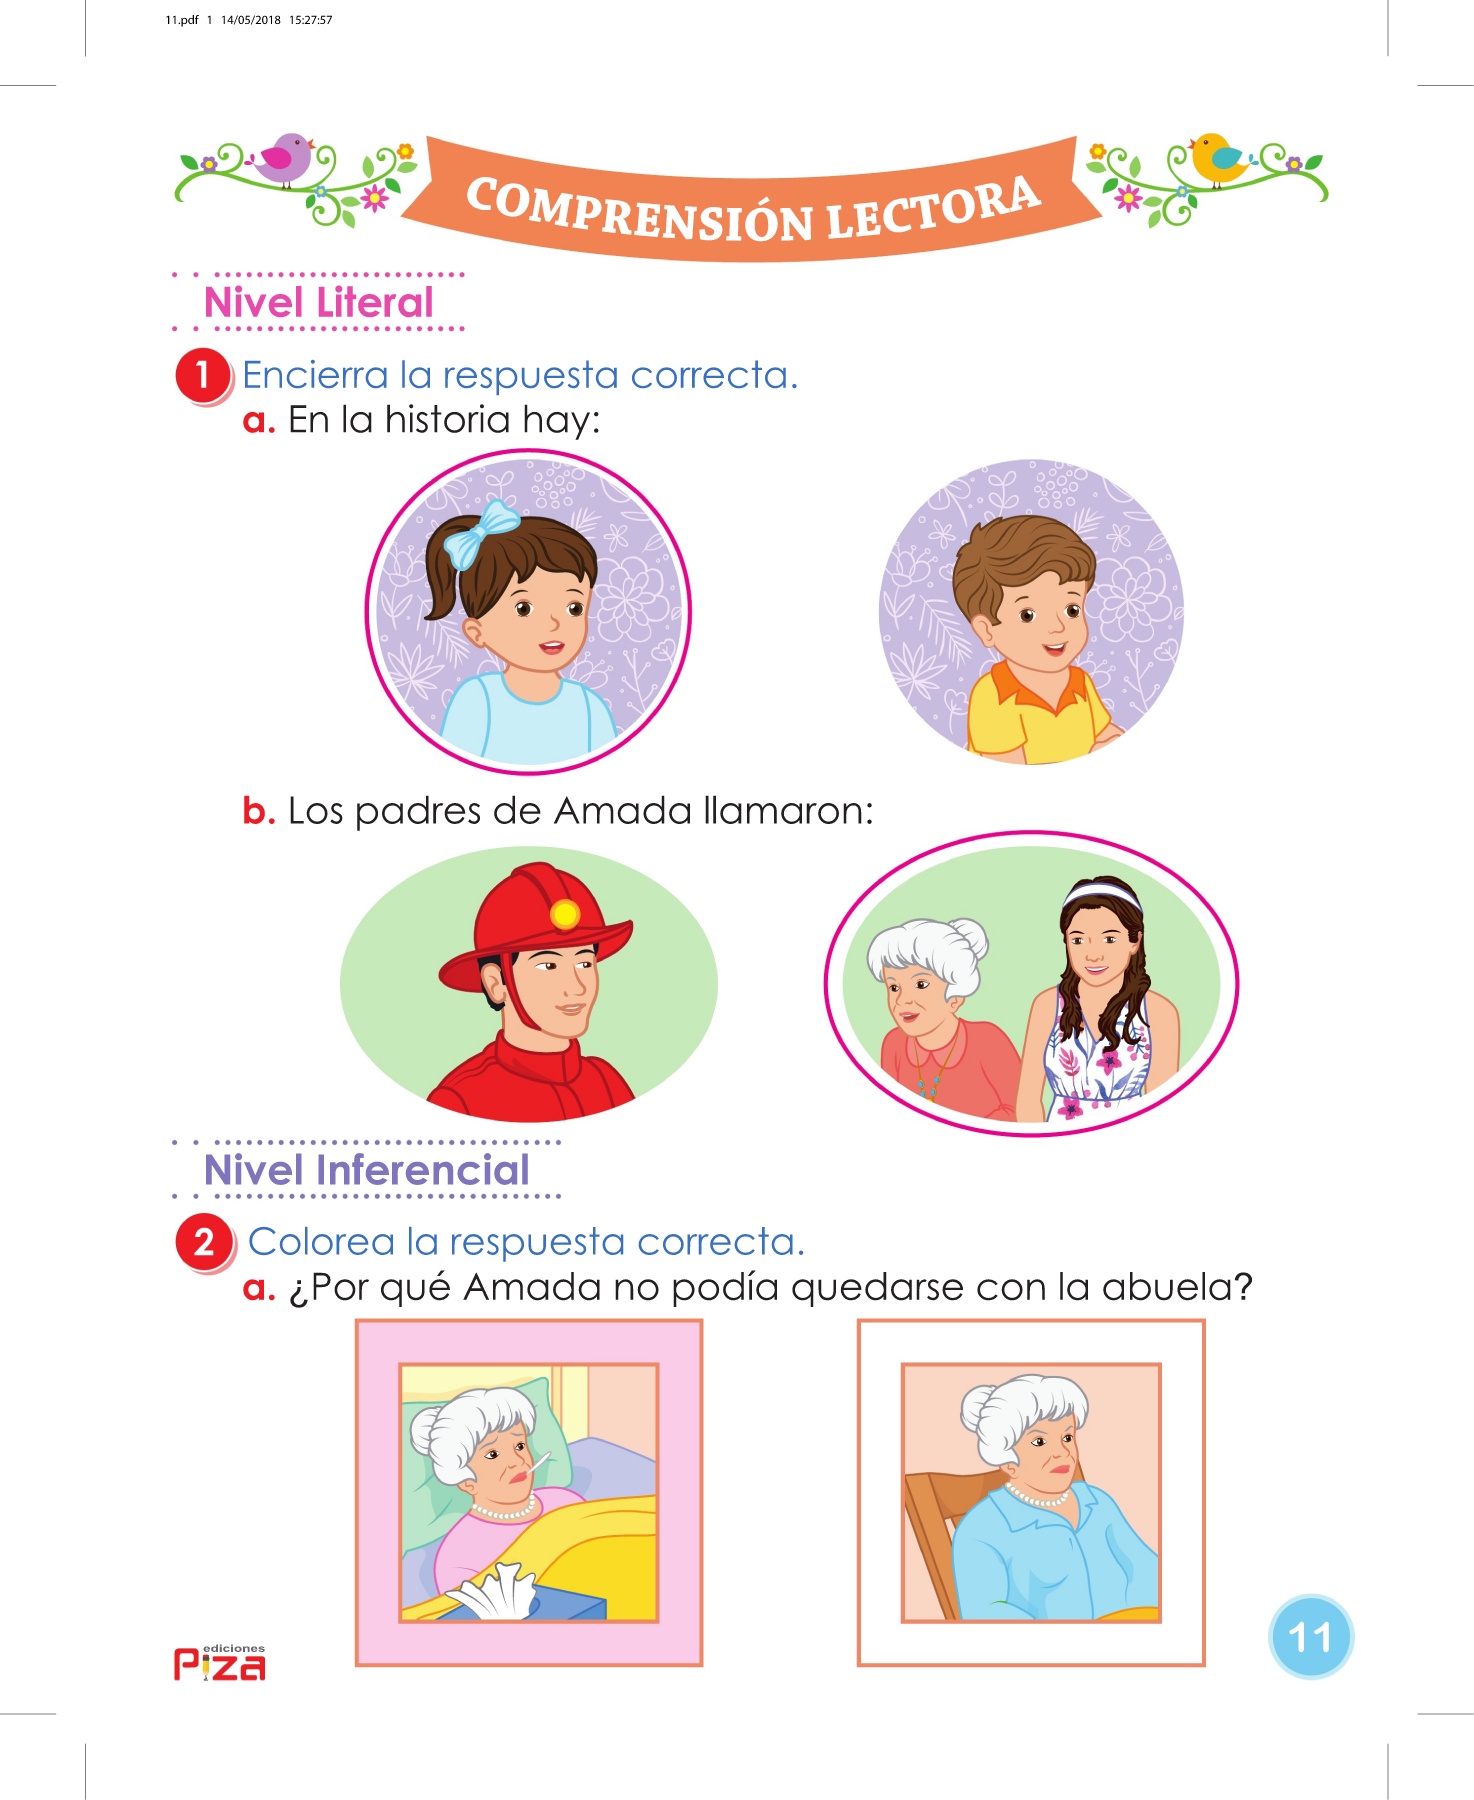 11.pdf 1 14/05/2018 15:27:57
COMPRENSIÓN LECTORA
Nivel Literal
1 Encierra la respuesta correcta.
a. En la historia hay:
b. Los padres de Amada llamaron:
Nivel Inferencial
2 Colorea la respuesta correcta.
a. ¿Por qué Amada no podía quedarse con la abuela?
ediciones
Piza
11